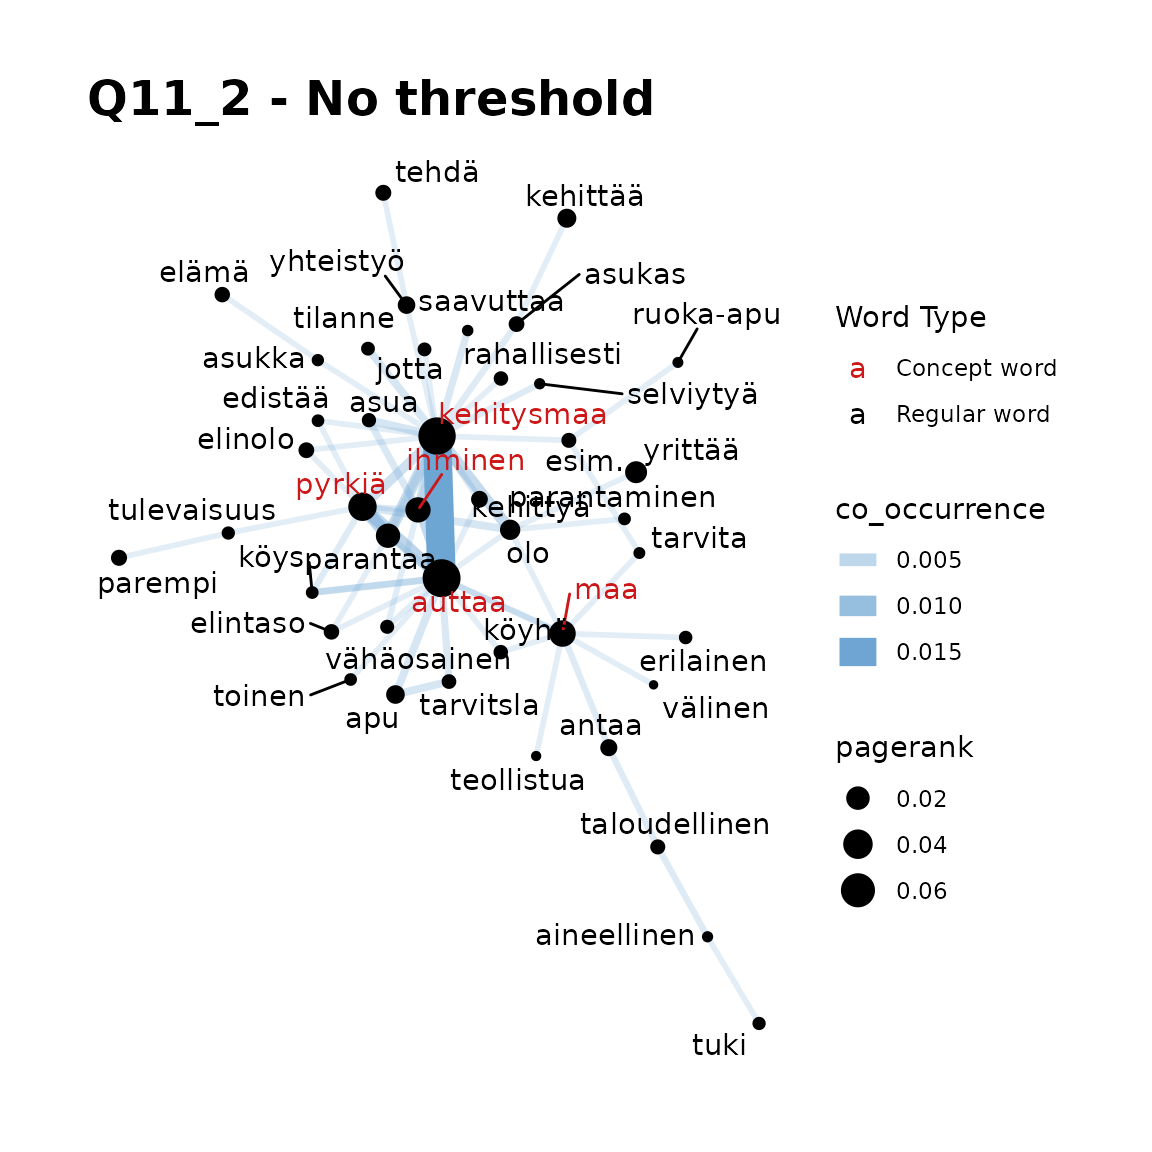 Q11_2 - No threshold
tehdä
kehittää
yhteistyö
elämä
asukas
saavuttaa
ruoka-apu
tilanne
rahallisesti
asukka
jotta
selviytyä
edistää
asua
kehitysmaa
elinolo
yrittää
ihminen
esim.
pyrkiä
parantaminen
kehittyä
tulevaisuus
tarvita
olo
köys
parantaa
parempi
maa
auttaa
elintaso
köyhä
vähäosainen
erilainen
toinen
tarvitsla
välinen
apu
antaa
teollistua
taloudellinen
aineellinen
tuki
Word Type
a Concept word
a Regular word
co_occurrence
0.005
0.010
0.015
pagerank
0.02
0.04
0.06